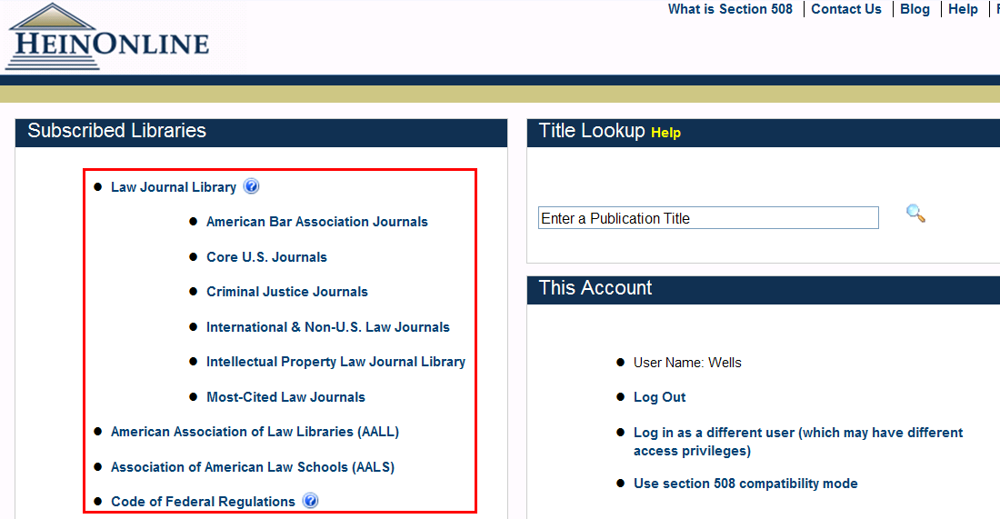 What is Section 508 Contact Us Blog Help
HEINONLINE
Subscribed Libraries
Law Journal Library ?
American Bar Association Journals
Core U.S. Journals
Criminal Justice Journals
International & Non-U.S. Law Journals
Intellectual Property Law Journal Library
Most-Cited Law Journals
American Association of Law Libraries (AALL)
Association of American Law Schools (AALS)
Code of Federal Regulations ?
Title Lookup Help
Enter a Publication Title
This Account
User Name: Wells
Log Out
Log in as a different user (which may have different
access privileges)
Use section 508 compatibility mode